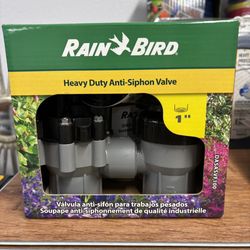 RAIN BIRD
Heavy Duty Anti-Siphon Valve
1"
DASASVF100
Válvula anti-sifón para trabajos pesados
Soupape anti-siphonnement de qualité industrielle